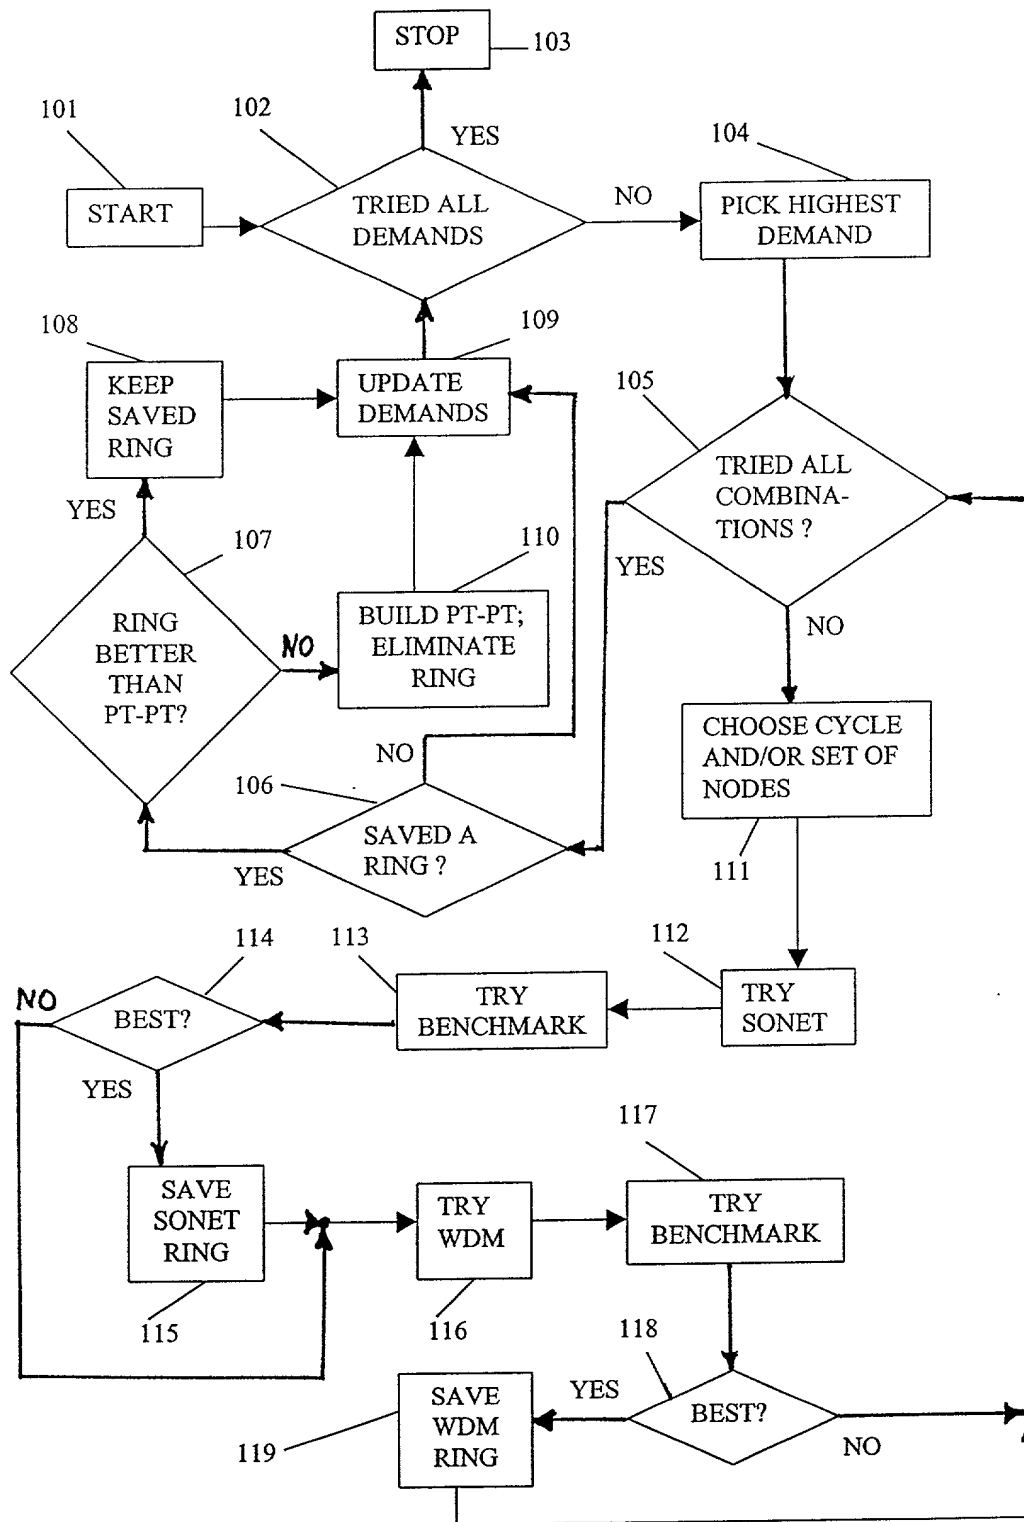 STOP
103
101
102
YES
104
START
TRIED ALL
DEMANDS
NO
PICK HIGHEST
DEMAND
108
109
KEEP
SAVED
RING
UPDATE
DEMANDS
105
TRIED ALL
COMBINA-
TIONS ?
YES
107
110
YES
NO
RING
BETTER
THAN
PT-PT?
NO
BUILD PT-PT;
ELIMINATE
RING
CHOOSE CYCLE
AND/OR SET OF
NODES
NO
106
SAVED A
RING ?
YES
111
114
113
112
NO
BEST?
TRY
BENCHMARK
TRY
SONET
YES
117
SAVE
SONET
RING
TRY
WDM
TRY
BENCHMARK
115
116
118
YES
SAVE
WDM
RING
BEST?
NO
119